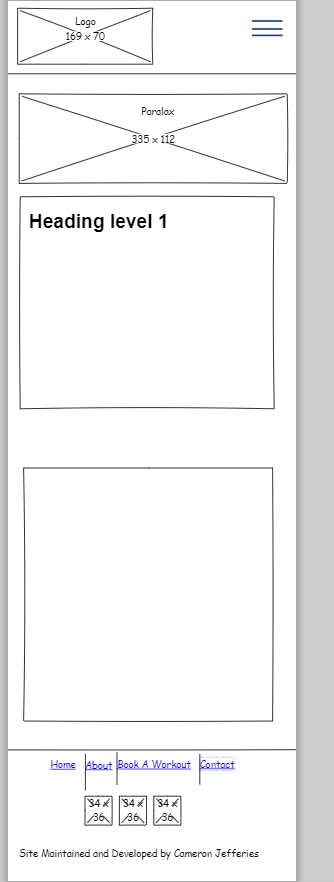 Logo
169 x 70
Paralax
335 x 112
Heading level 1
Home About Book A Workout Contact
34 x 34 x 34 x
36 36 36
Site Maintained and Developed by Cameron Jefferies